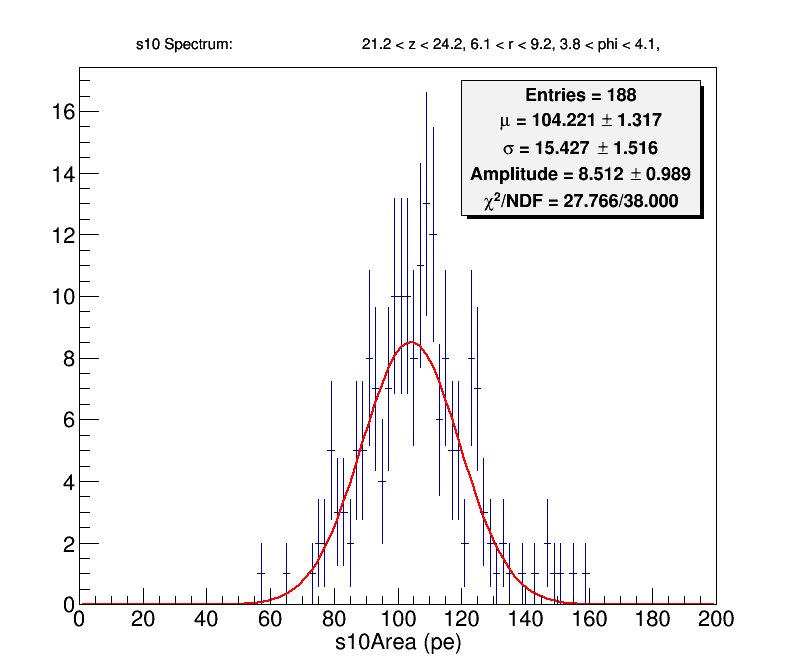 s10 Spectrum: 21.2 < z < 24.2, 6.1 < r < 9.2, 3.8 < phi < 4.1,
Entries = 188
μ = 104.221 ± 1.317
σ = 15.427 ± 1.516
Amplitude = 8.512 ± 0.989
χ²/NDF = 27.766/38.000
16
14
12
10
8
6
4
2
0
0 20 40 60 80 100 120 140 160 180 200
s10Area (pe)